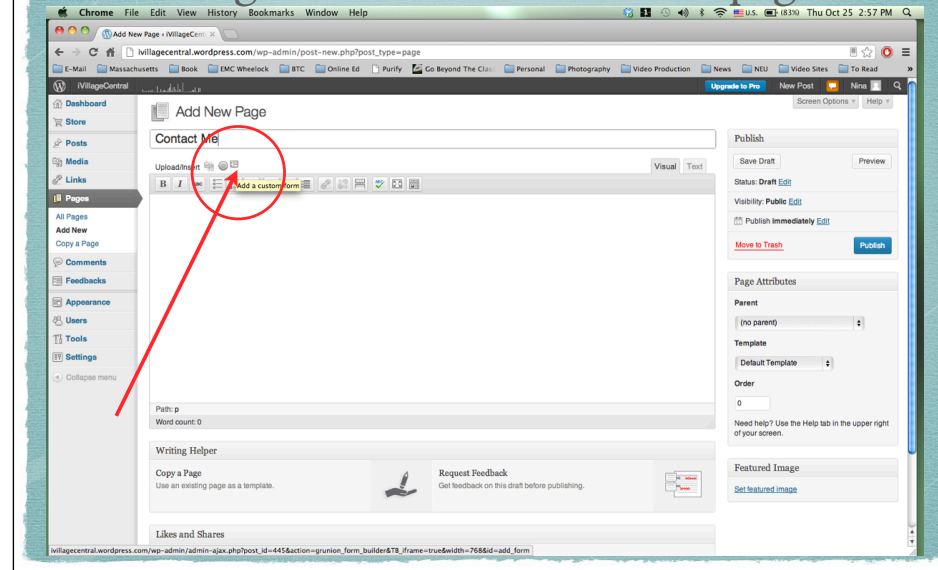 Chrome File Edit View History Bookmarks Window Help U.S. (83%) Thu Oct 25 2:57 PM
Add New Page ‹ iVillageCent
ivillagecentral.wordpress.com/wp-admin/post-new.php?post_type=page
E-Mail Massachusetts Book EMC Wheelock BTC Online Ed Purify Go Beyond The Clas Personal Photography Video Production News NEU Video Sites To Read »
iVillageCentral Upgrade to Pro New Post Nina
Screen Options Help
Dashboard
Store
Posts
Media
Links
Pages
All Pages
Add New
Copy a Page
Comments
Feedbacks
Appearance
Users
Tools
Settings
Collapse menu
Add New Page
Contact Me
Upload/Insert
Visual Text
B I ABC
Add a custom form
Path: p
Word count: 0
Writing Helper
Copy a Page
Use an existing page as a template.
Request Feedback
Get feedback on this draft before publishing.
Likes and Shares
Publish
Save Draft Preview
Status: Draft Edit
Visibility: Public Edit
Publish immediately Edit
Move to Trash Publish
Page Attributes
Parent
(no parent)
Template
Default Template
Order
0
Need help? Use the Help tab in the upper right
of your screen.
Featured Image
Set featured image
ivillagecentral.wordpress.com/wp-admin/admin-ajax.php?post_id=445&action=grunion_form_builder&TB_iframe=true&width=768&id=add_form